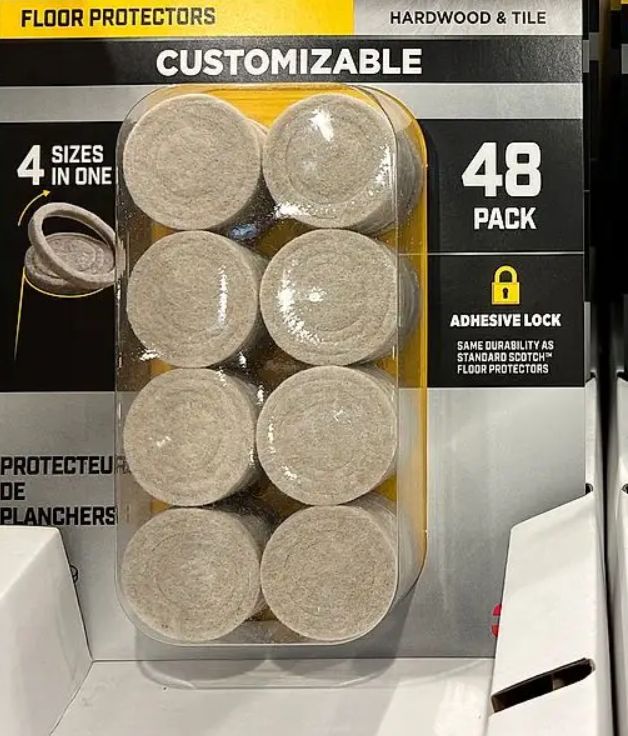 FLOOR PROTECTORS
HARDWOOD & TILE
CUSTOMIZABLE
4 SIZES
IN ONE
48
PACK
ADHESIVE LOCK
SAME DURABILITY AS
STANDARD SCOTCH™
FLOOR PROTECTORS
PROTECTEUR
DE
PLANCHERS